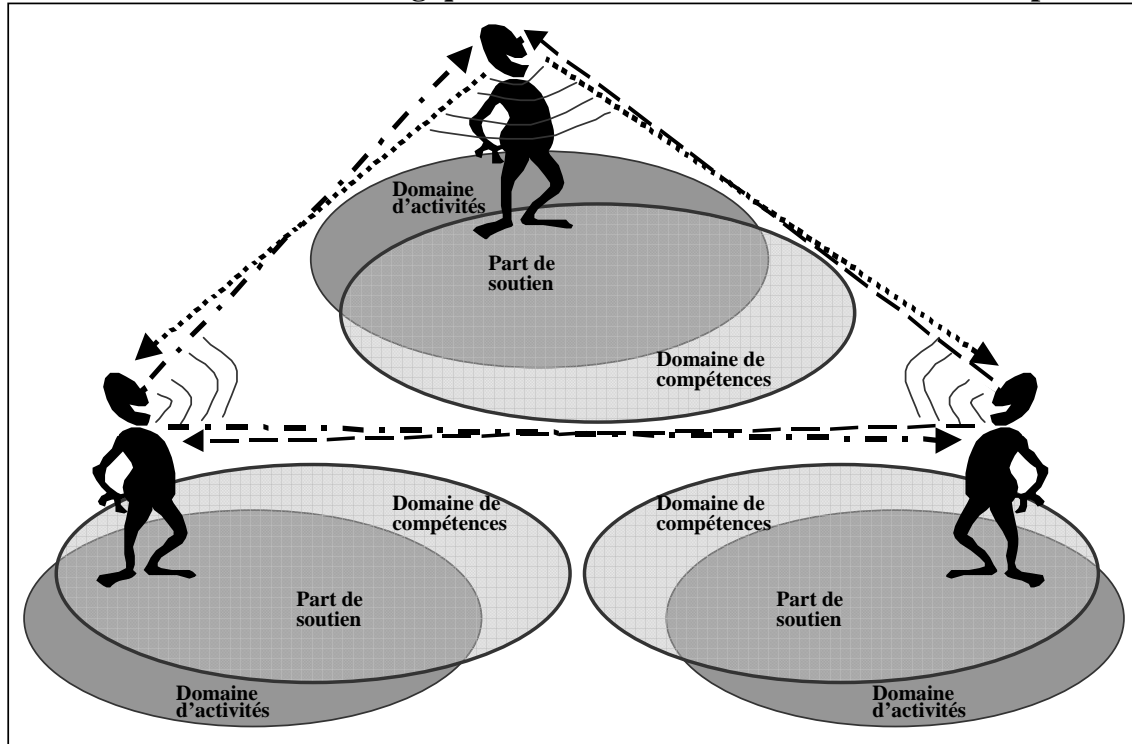 Domaine
d'activités
Part de
soutien
Domaine de
compétences
Domaine de
compétences
Part de
soutien
Domaine
d'activités
Domaine de
compétences
Part de
soutien
Domaine
d'activités